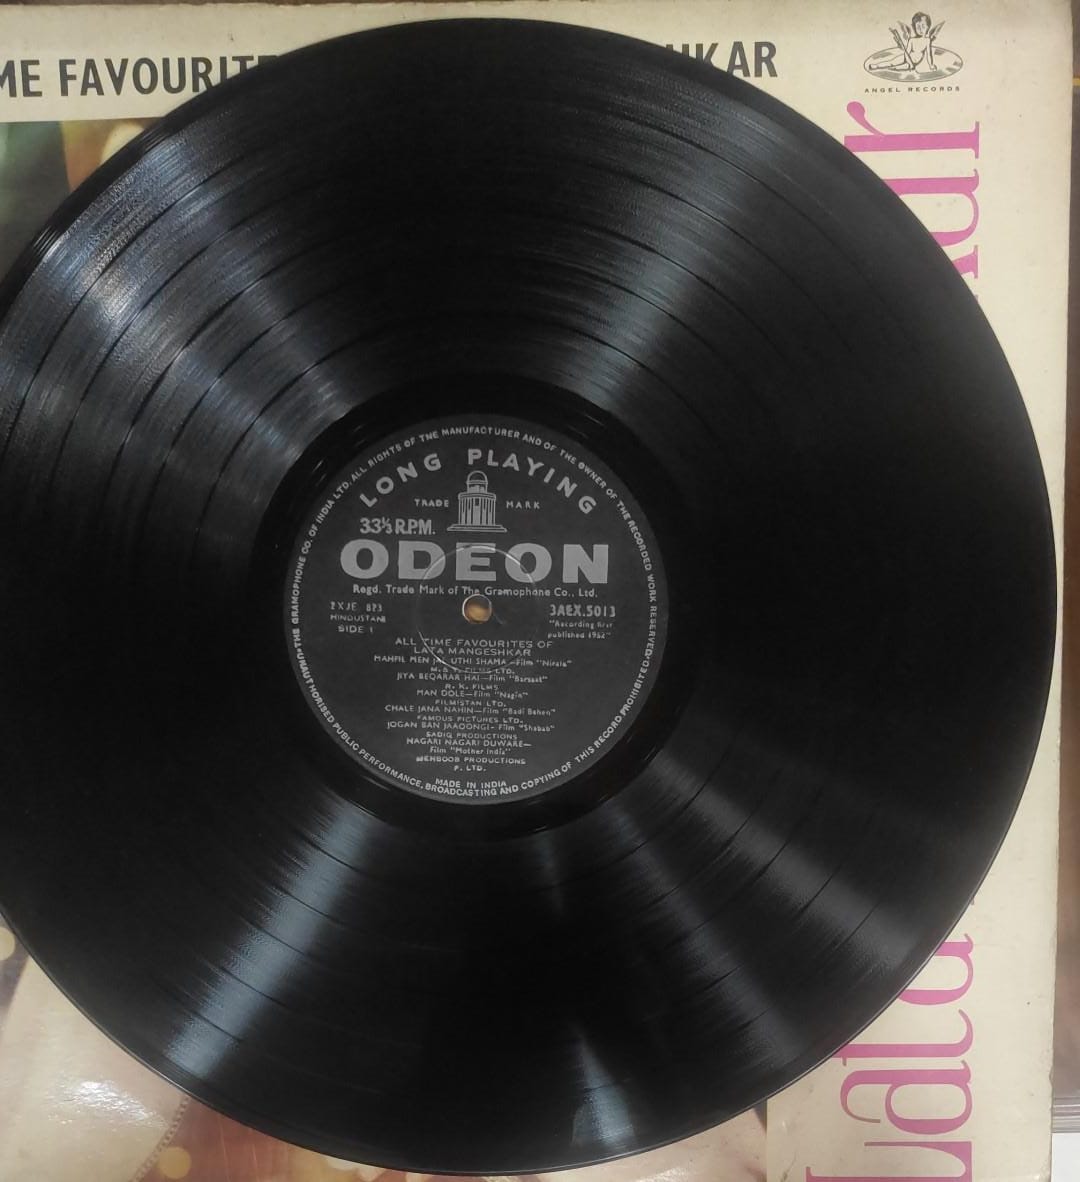 ME FAVOURITE
HKAR
ANGEL RECORDS
Lata
kar
THE GRAMOPHONE CO. OF INDIA LTD. ALL RIGHTS OF THE MANUFACTURER AND OF THE OWNER OF THE RECORDED WORK RESERVED
UNAUTHORISED PUBLIC PERFORMANCE, BROADCASTING AND COPYING OF THIS RECORD PROHIBITED
LONG PLAYING
TRADE MARK
33⅓ R.P.M.
ODEON
Regd. Trade Mark of The Gramophone Co., Ltd.
2XJE 823 3AEX.5013
HINDUSTANI "Recording first
SIDE 1 published 1962"
ALL TIME FAVOURITES OF
LATA MANGESHKAR
MAHFIL MEN JAL UTHI SHAMA—Film "Nirala"
M. & T. FILMS LTD.
JIYA BEQARAR HAI—Film "Barsaat"
R. K. FILMS
MAN DOLE—Film "Nagin"
FILMISTAN LTD.
CHALE JANA NAHIN—Film "Badi Bahen"
FAMOUS PICTURES LTD.
JOGAN BAN JAAOONGI- Film "Shabab"
SADIQ PRODUCTIONS
NAGARI NAGARI DUWARE—
Film "Mother India"
MEHBOOB PRODUCTIONS
P. LTD.
MADE IN INDIA